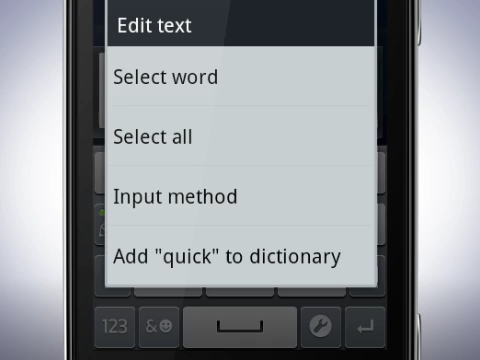 Edit text
Select word
Select all
Input method
Add "quick" to dictionary
123
&